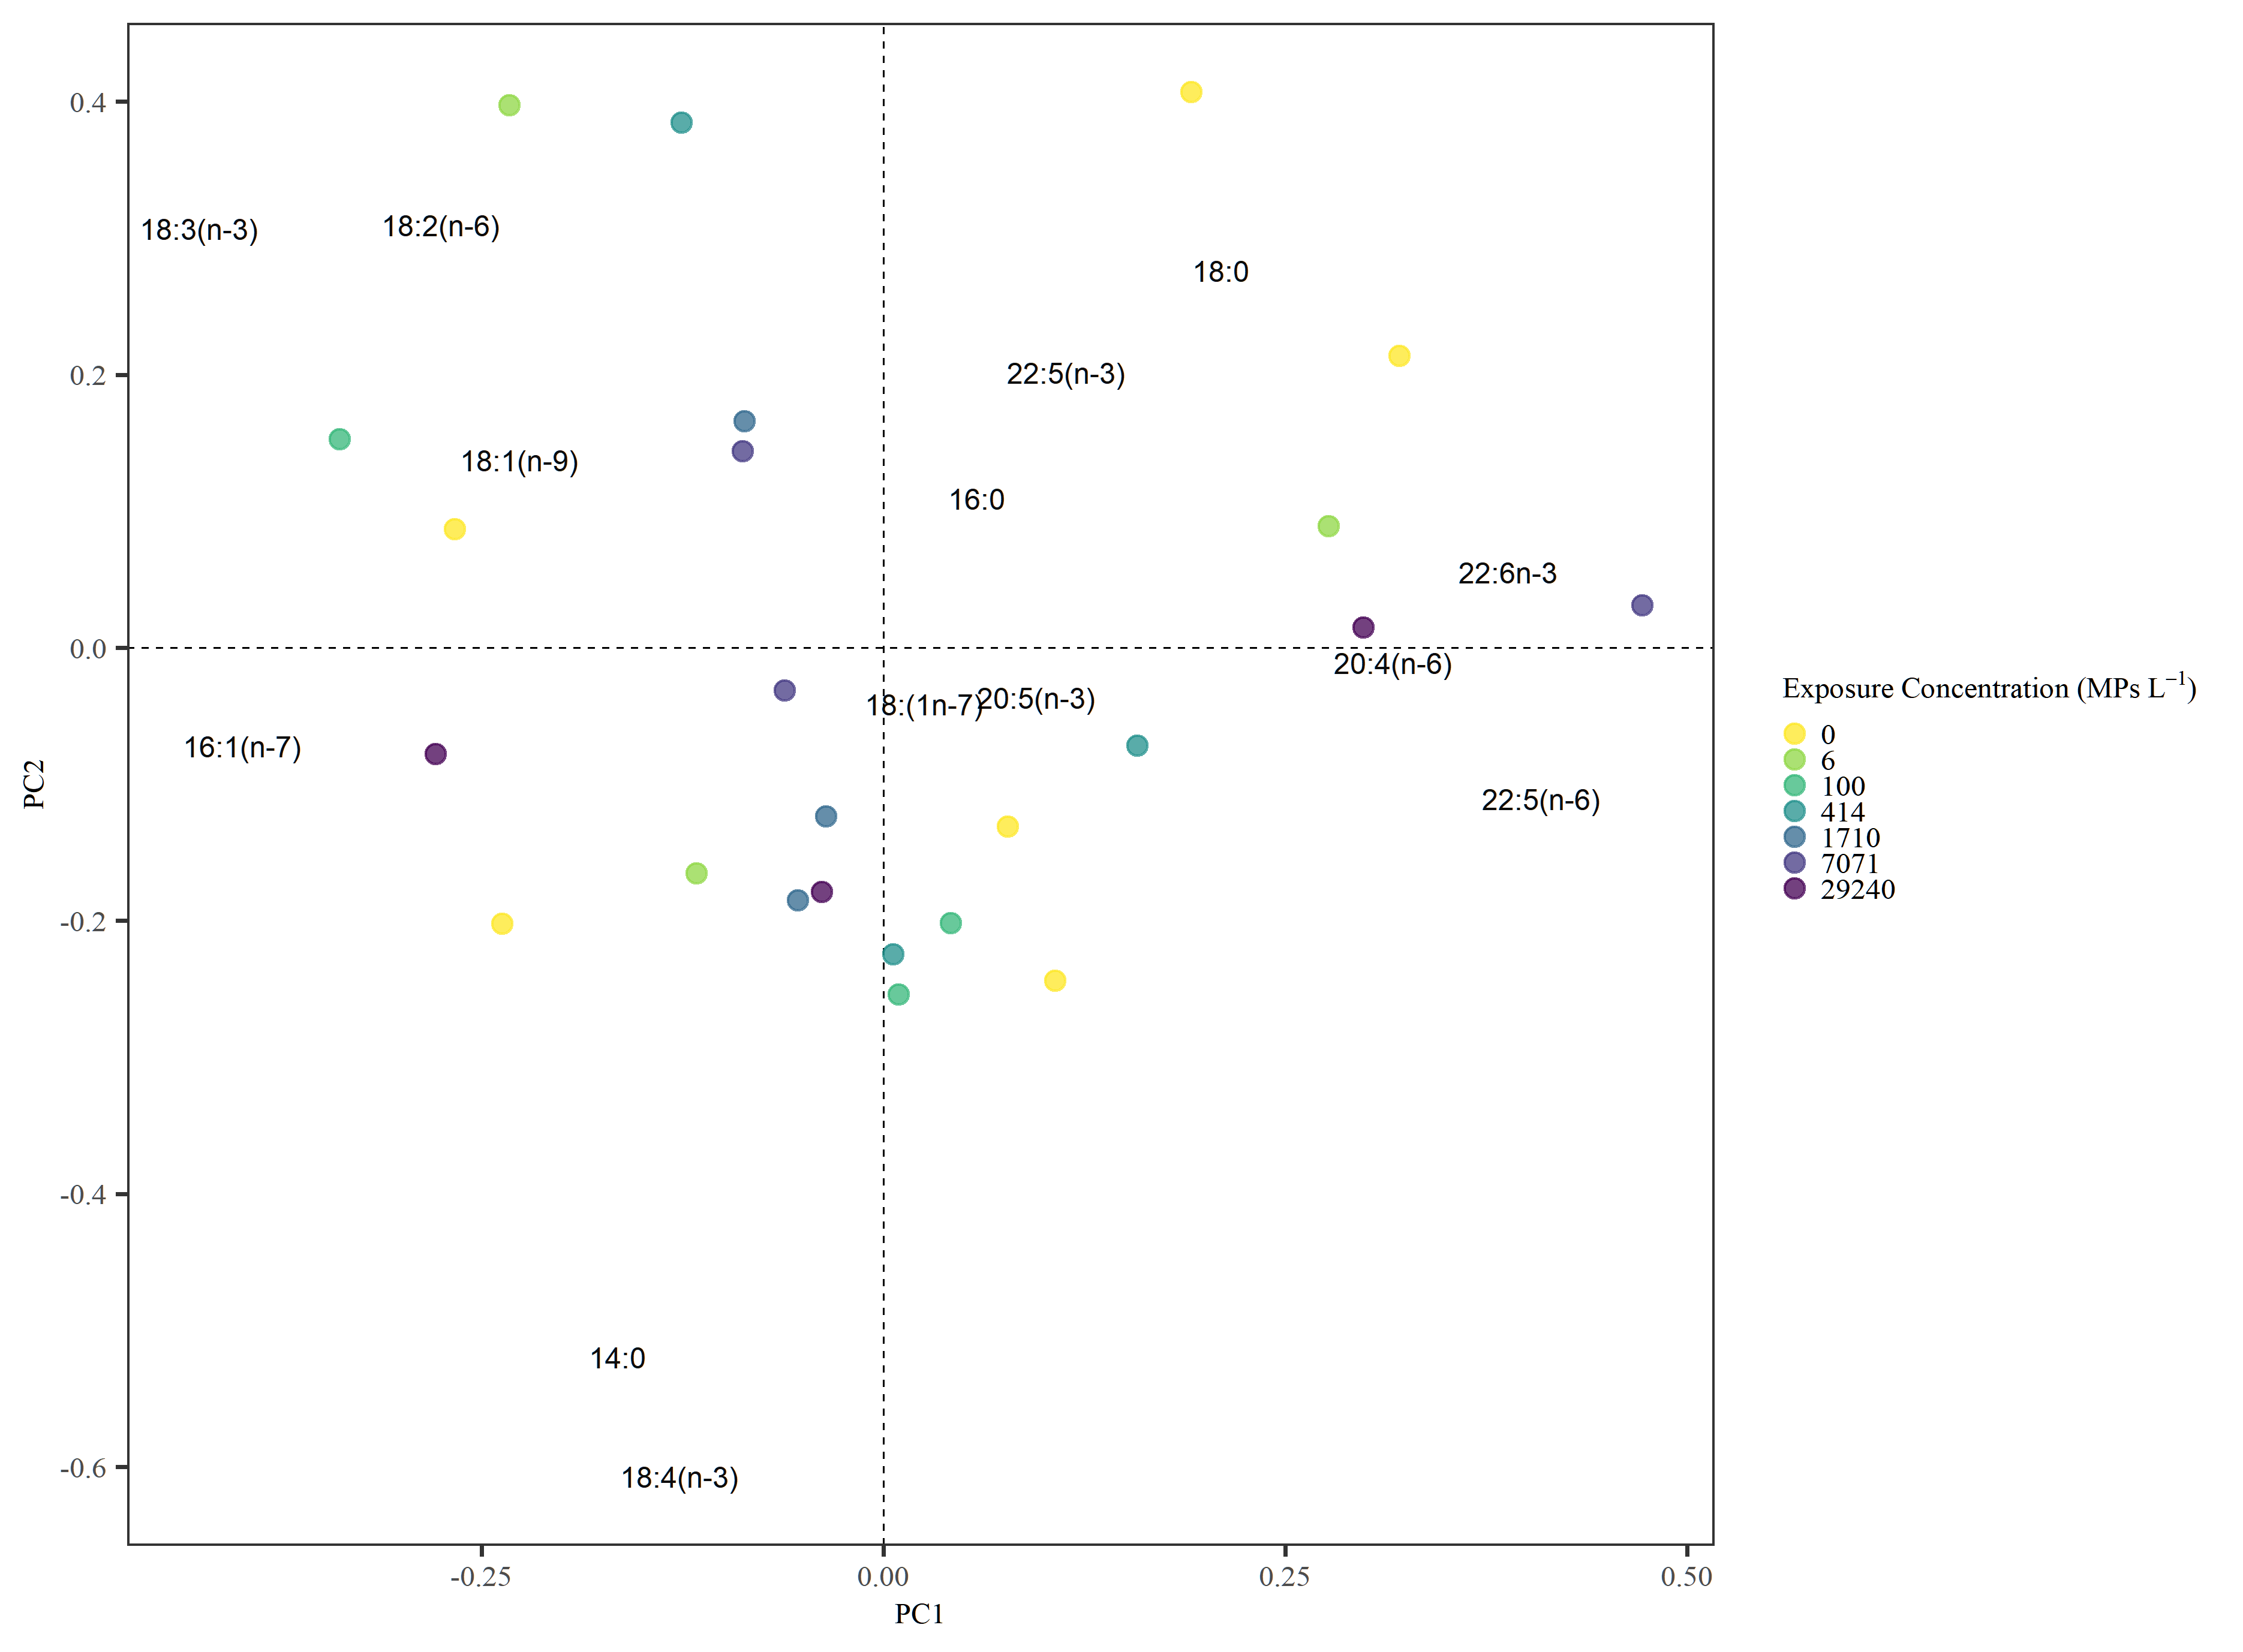 0.4
18:3(n-3)
18:2(n-6)
18:0
0.2
22:5(n-3)
18:1(n-9)
16:0
22:6n-3
0.0
20:4(n-6)
18:(1n-7)
20:5(n-3)
16:1(n-7)
22:5(n-6)
PC2
-0.2
-0.4
14:0
-0.6
18:4(n-3)
-0.25
0.00
0.25
0.50
PC1
Exposure Concentration (MPs L⁻¹)
0
6
100
414
1710
7071
29240